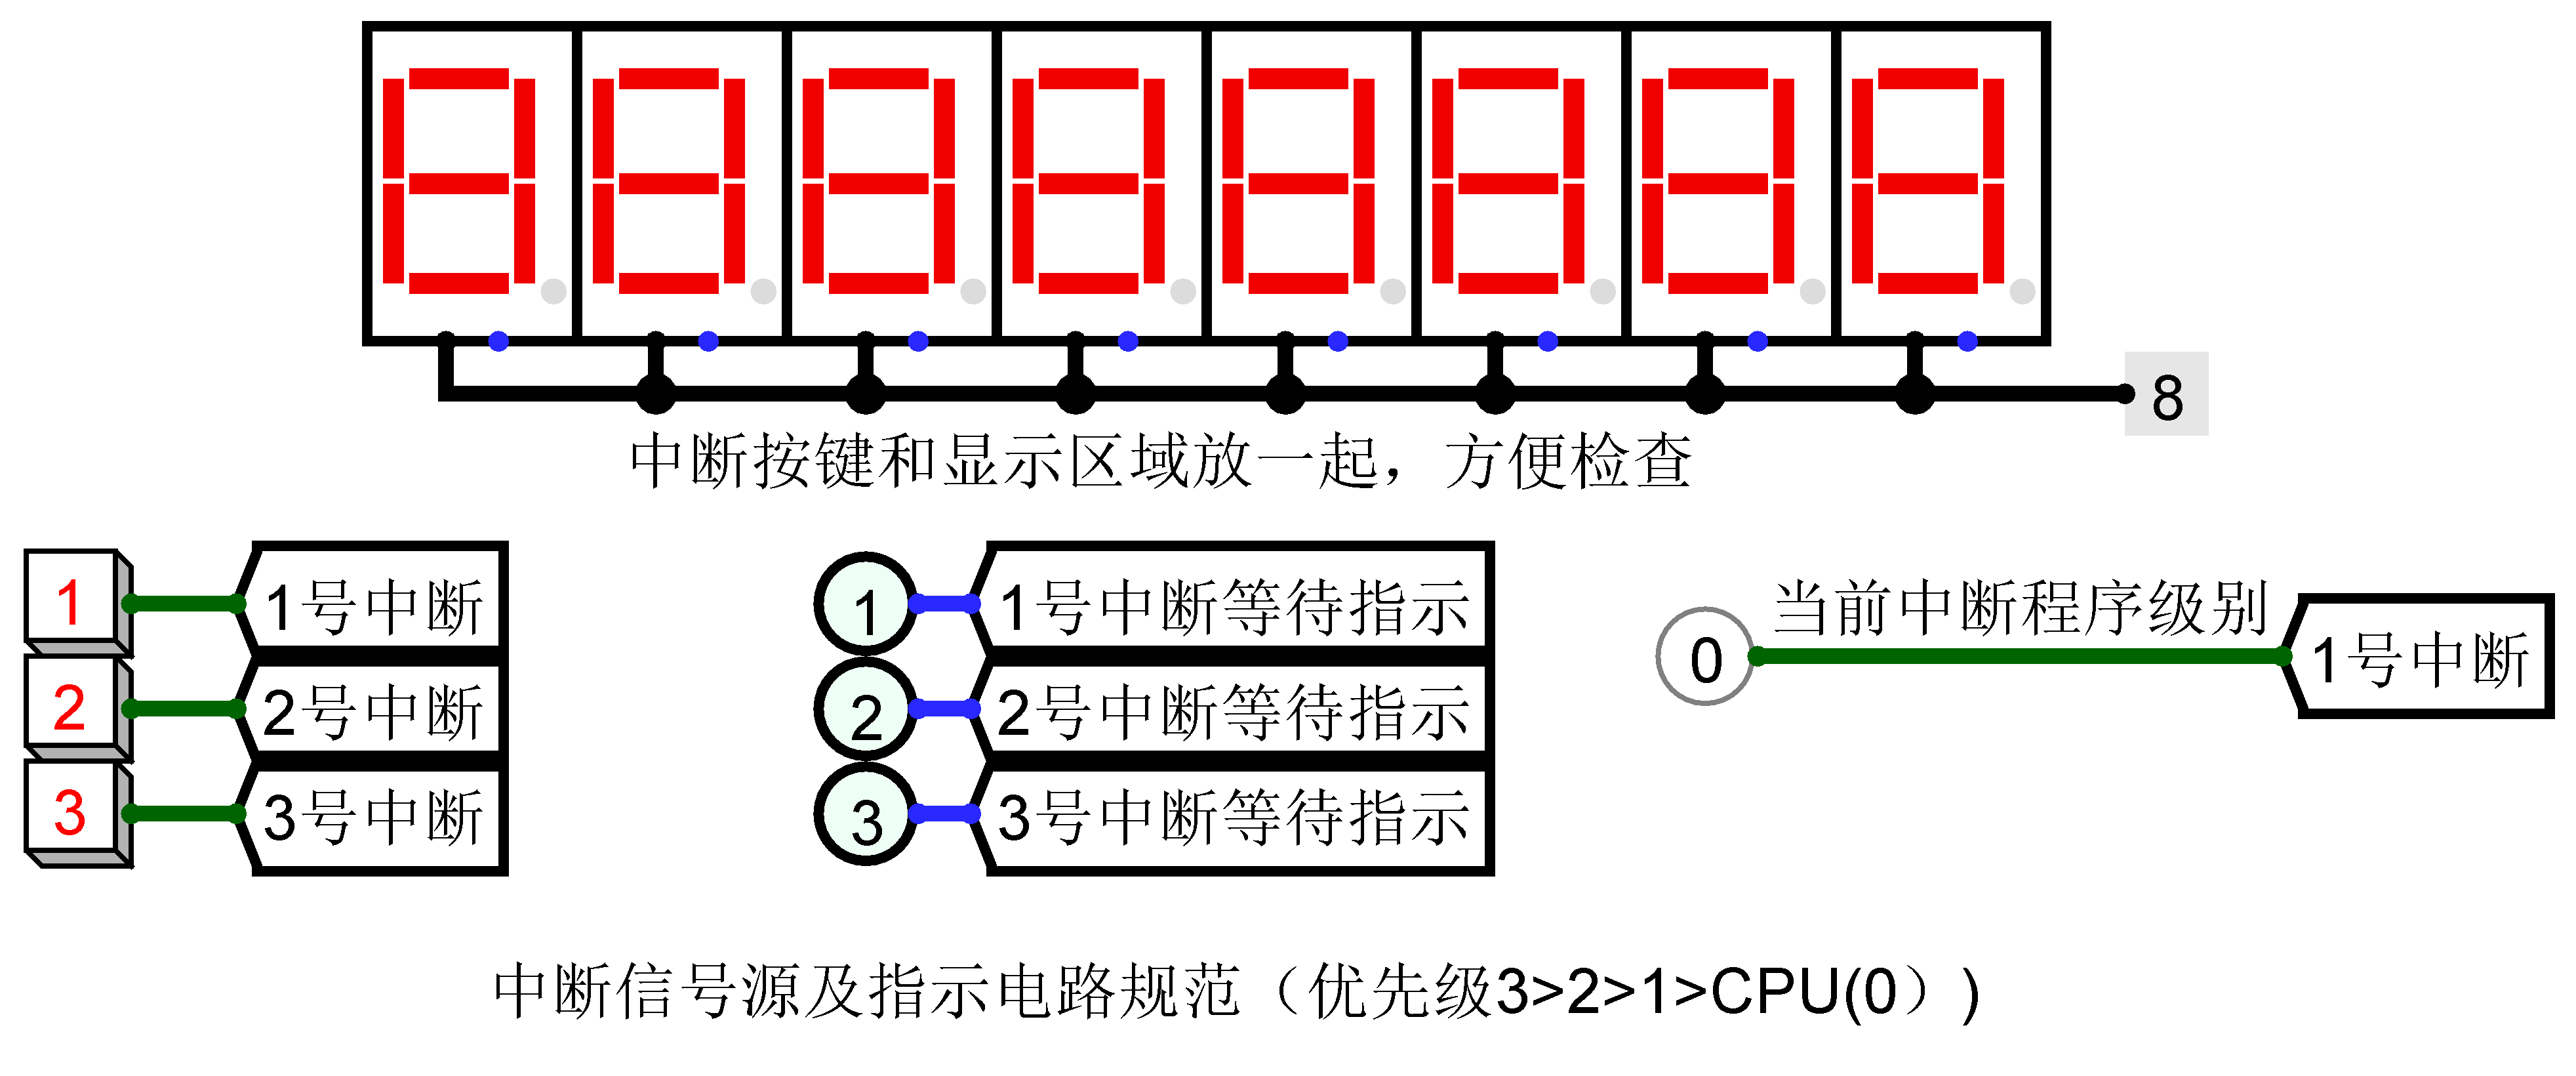 88888888
8
中断按键和显示区域放一起，方便检查
1 1号中断 1 1号中断等待指示
当前中断程序级别
0 1号中断
2 2号中断 2 2号中断等待指示
3 3号中断 3 3号中断等待指示
中断信号源及指示电路规范（优先级3>2>1>CPU(0）)